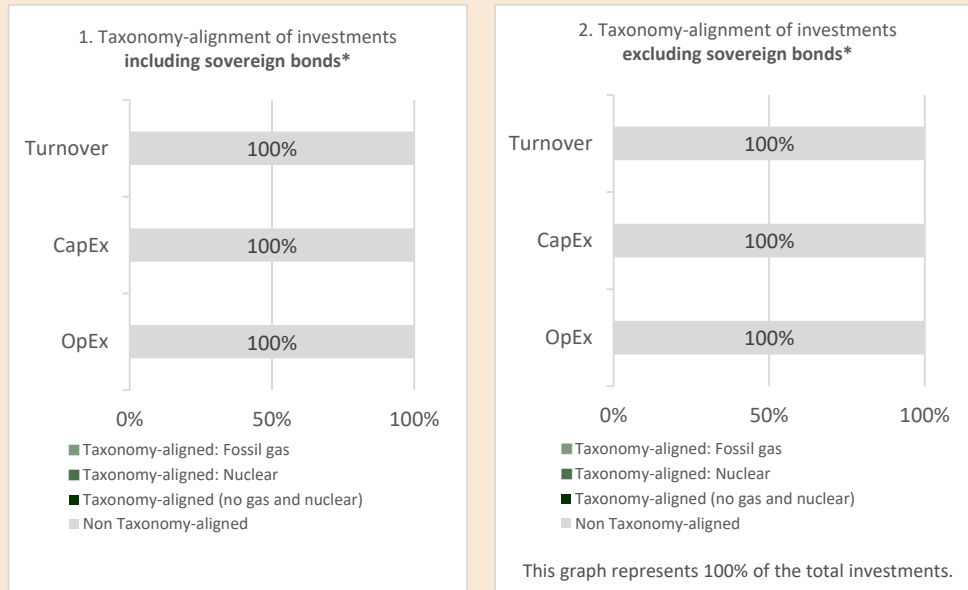 1. Taxonomy-alignment of investments
including sovereign bonds*
Turnover
100%
CapEx
100%
OpEx
100%
0%
50%
100%
Taxonomy-aligned: Fossil gas
Taxonomy-aligned: Nuclear
Taxonomy-aligned (no gas and nuclear)
Non Taxonomy-aligned
2. Taxonomy-alignment of investments
excluding sovereign bonds*
Turnover
100%
CapEx
100%
OpEx
100%
0%
50%
100%
Taxonomy-aligned: Fossil gas
Taxonomy-aligned: Nuclear
Taxonomy-aligned (no gas and nuclear)
Non Taxonomy-aligned
This graph represents 100% of the total investments.